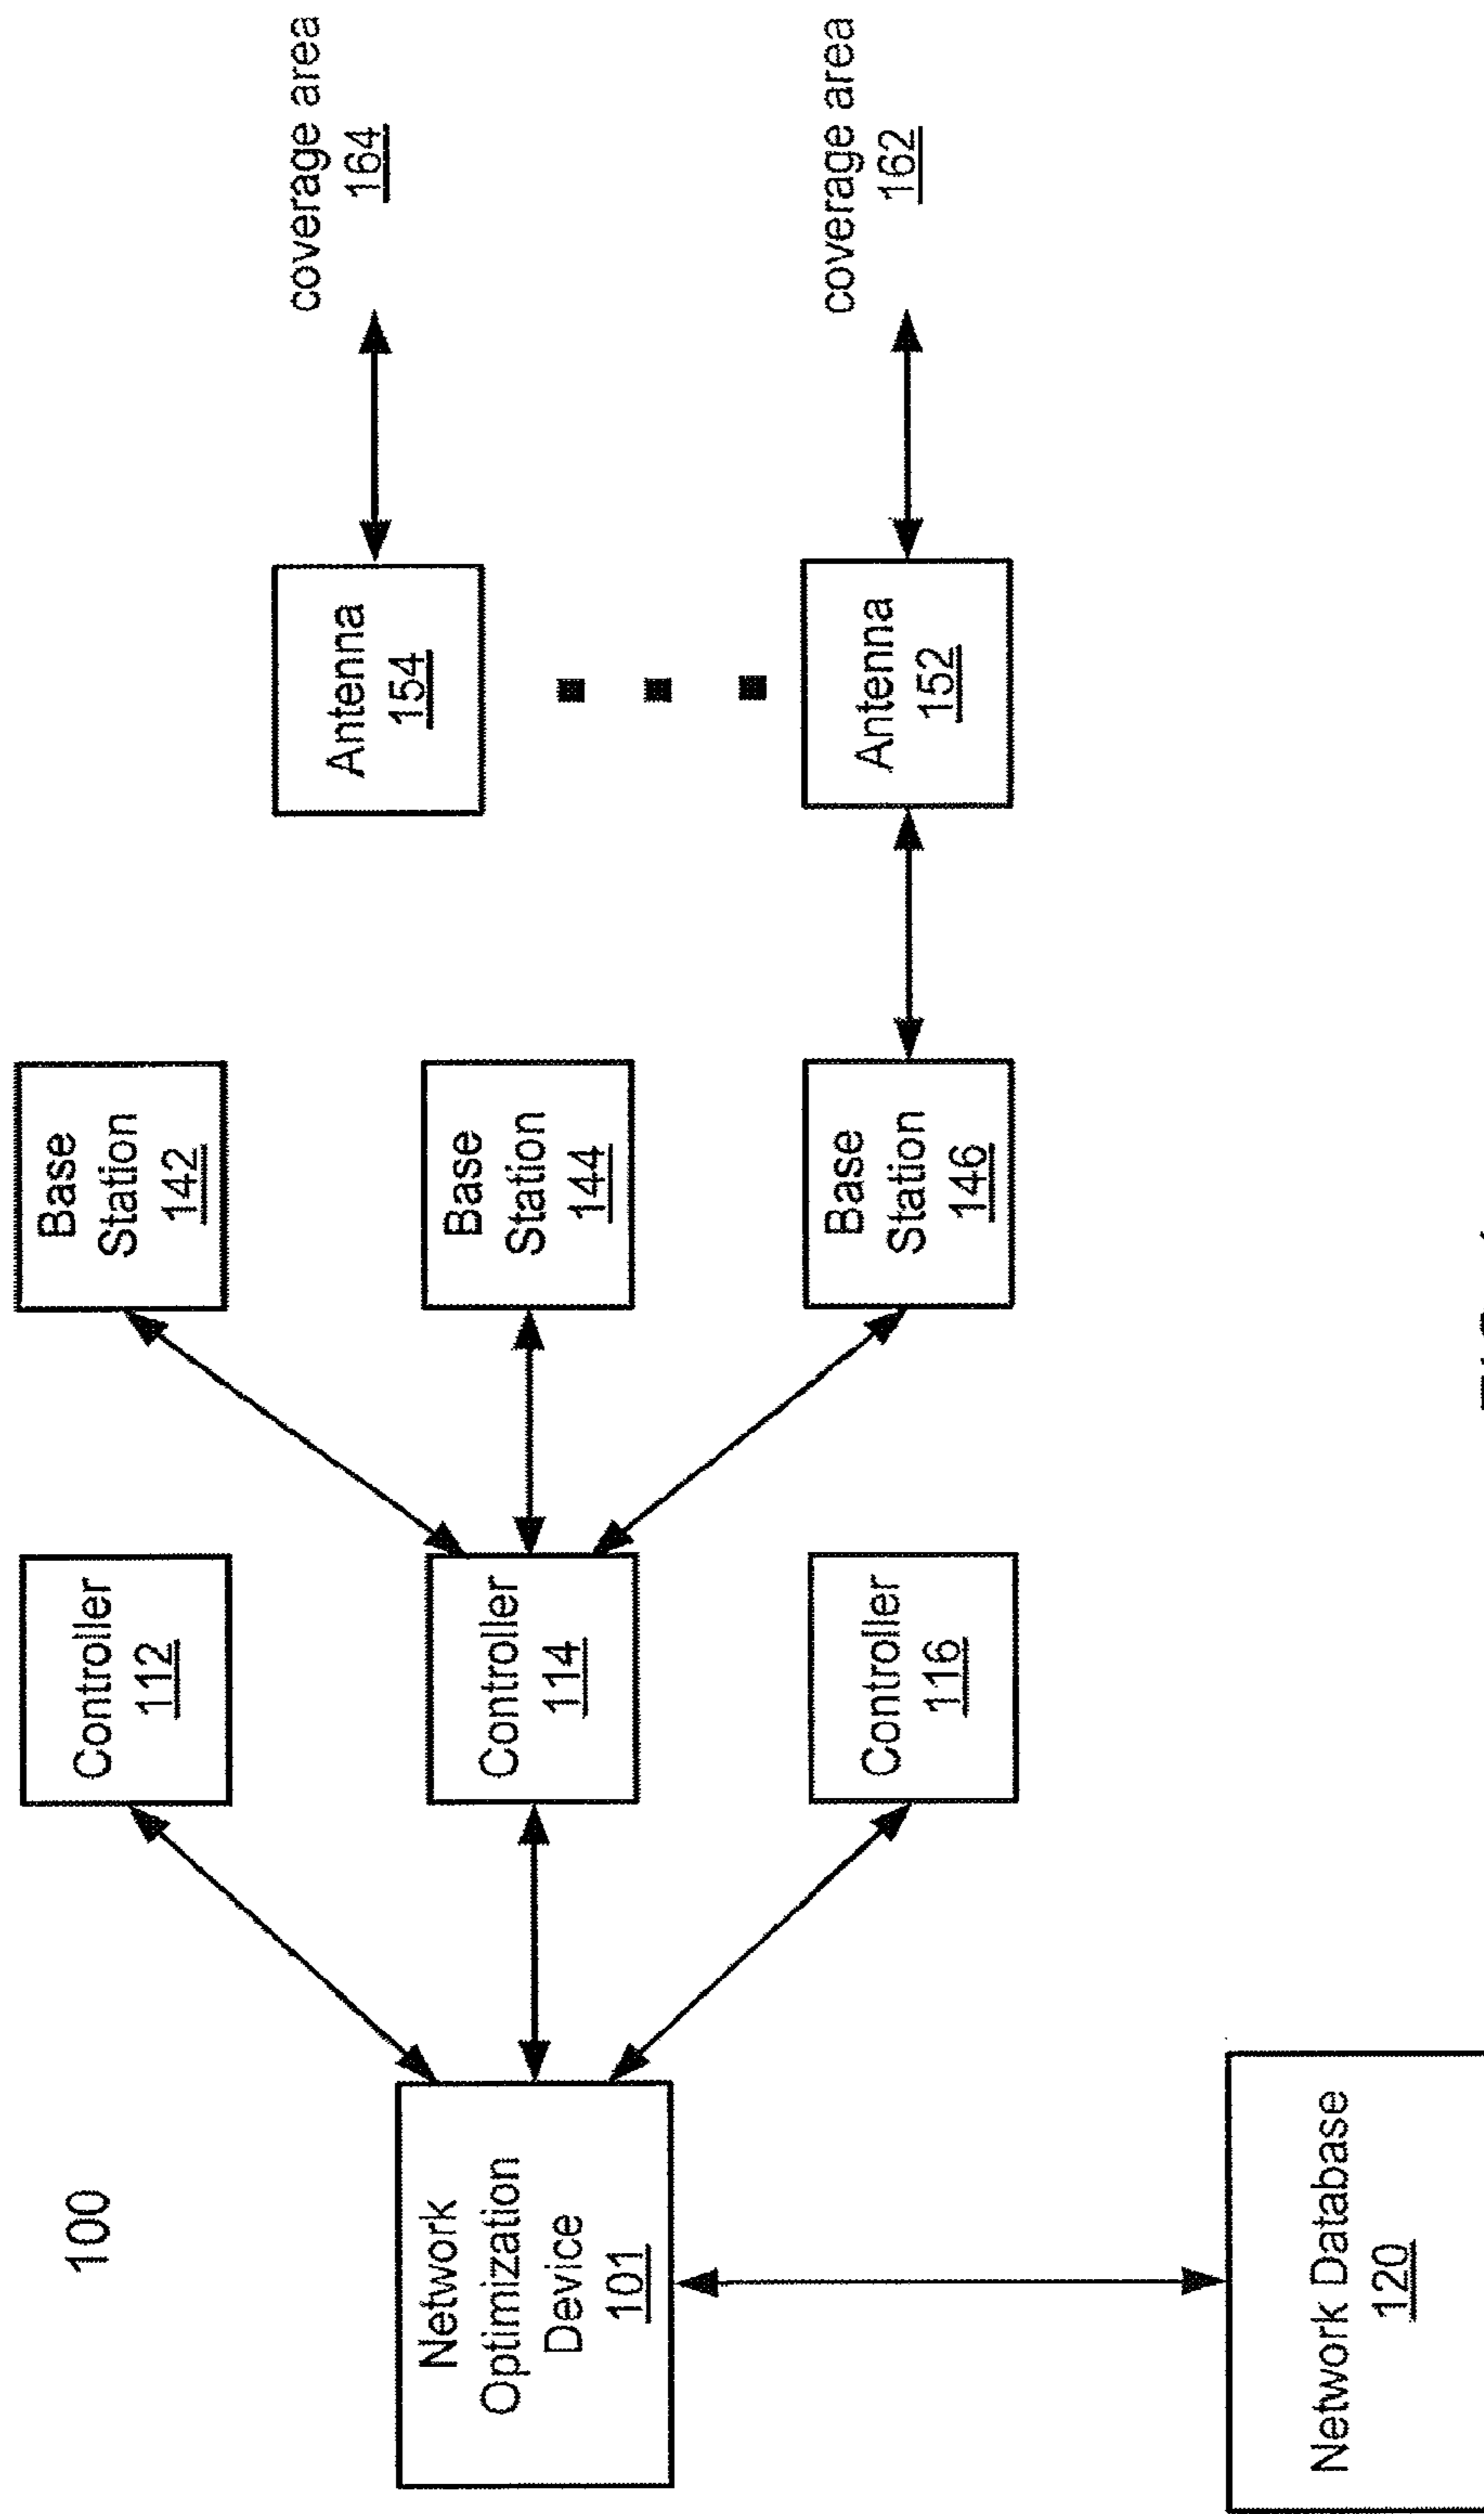 100
Network
Optimization
Device
101
Network Database
120
Controller
112
Controller
114
Controller
116
Base
Station
142
Base
Station
144
Base
Station
146
Antenna
154
Antenna
152
coverage area
164
coverage area
162